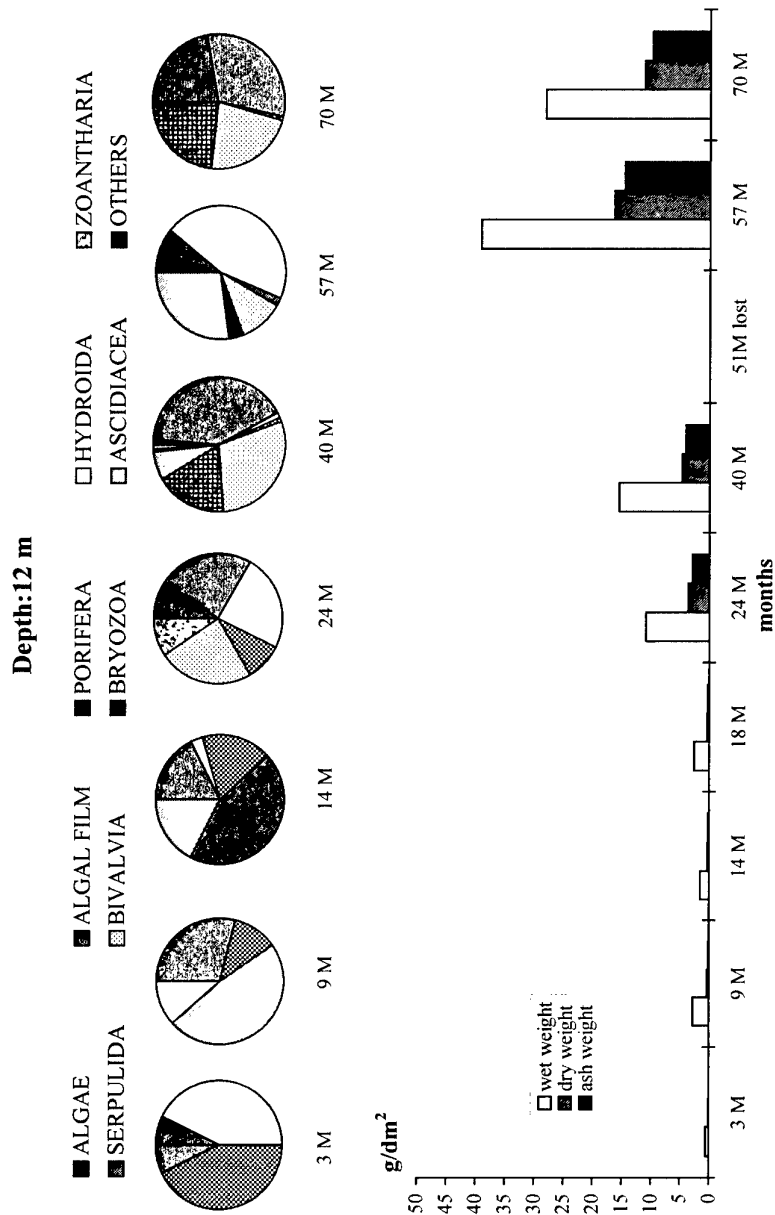 Depth:12 m
ALGAE
ALGAL FILM
PORIFERA
HYDROIDA
ZOANTHARIA
SERPULIDA
BIVALVIA
BRYOZOA
ASCIDIACEA
OTHERS
3 M
9 M
14 M
24 M
40 M
57 M
70 M
g/dm²
50
45
40
35
30
25
20
15
10
5
0
wet weight
dry weight
ash weight
3 M
9 M
14 M
18 M
24 M
40 M
51M lost
57 M
70 M
months